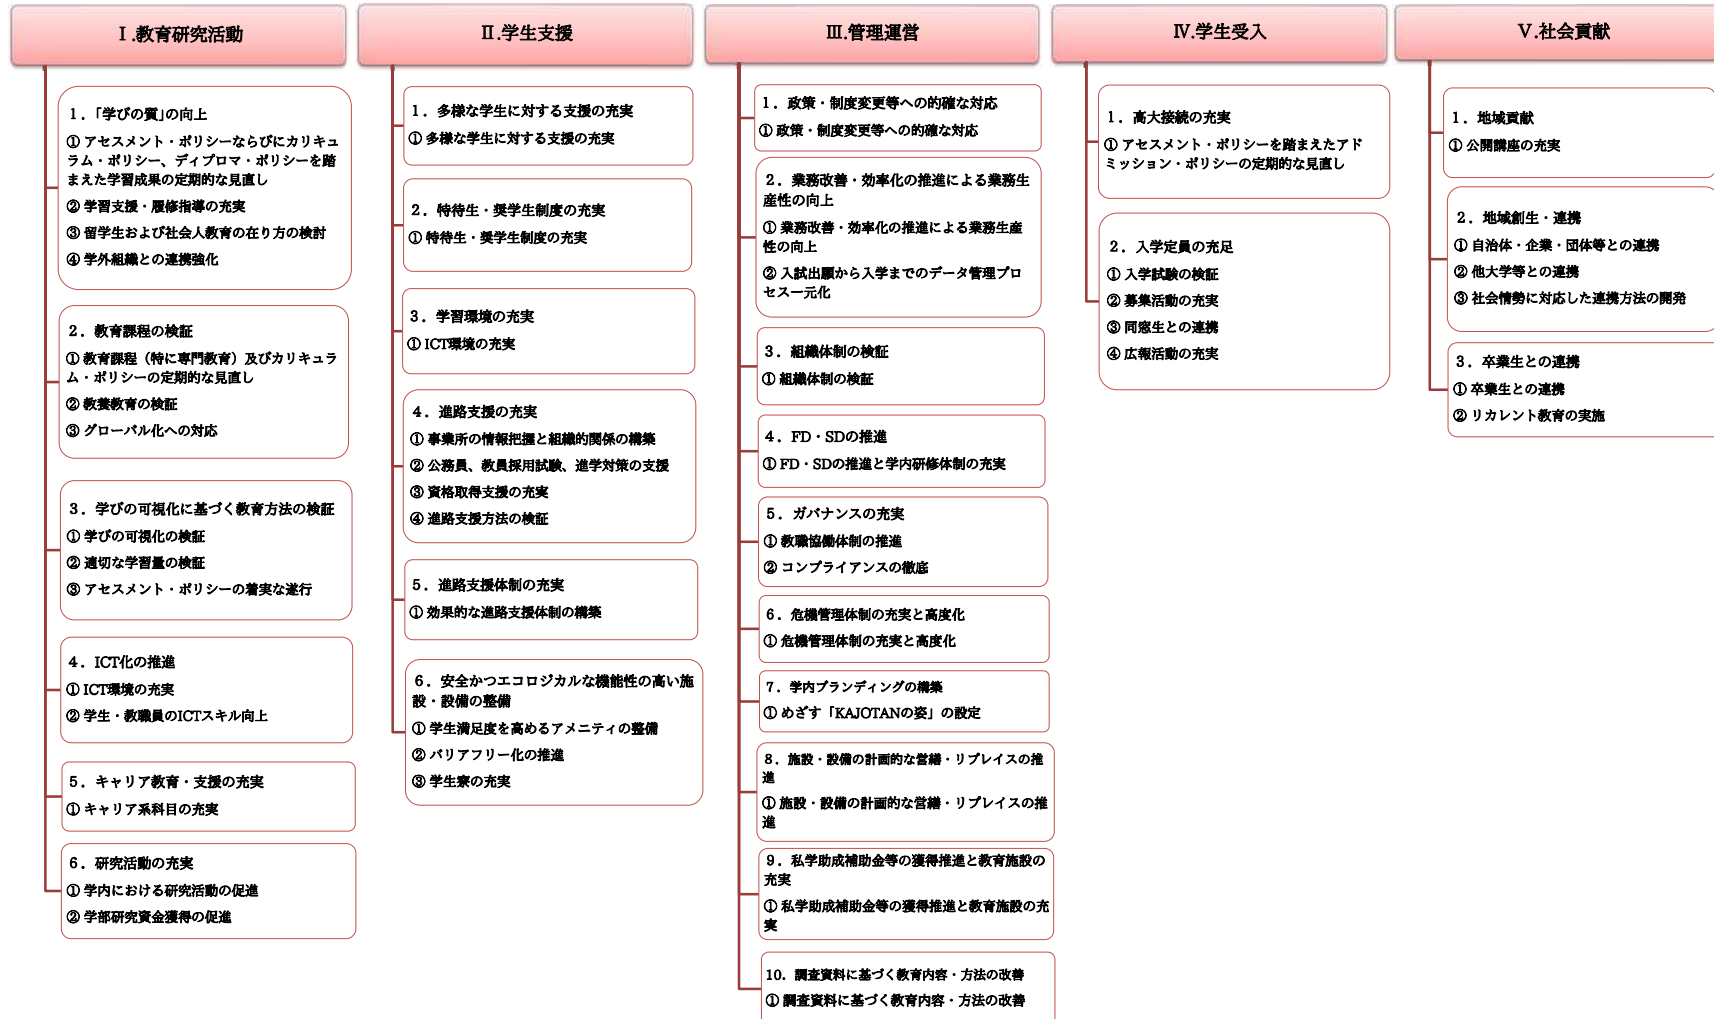 Ⅰ.教育研究活動
1．「学びの質」の向上
① アセスメント・ポリシーならびにカリキュ
ラム・ポリシー、ディプロマ・ポリシーを踏
まえた学習成果の定期的な見直し
② 学習支援・履修指導の充実
③ 留学生および社会人教育の在り方の検討
④ 学外組織との連携強化
2．教育課程の検証
① 教育課程（特に専門教育）及びカリキュラ
ム・ポリシーの定期的な見直し
② 教養教育の検証
③ グローバル化への対応
3．学びの可視化に基づく教育方法の検証
① 学びの可視化の検証
② 適切な学習量の検証
③ アセスメント・ポリシーの着実な遂行
4．ICT化の推進
① ICT環境の充実
② 学生・教職員のICTスキル向上
5．キャリア教育・支援の充実
① キャリア系科目の充実
6．研究活動の充実
① 学内における研究活動の促進
② 学部研究資金獲得の促進
Ⅱ.学生支援
1．多様な学生に対する支援の充実
① 多様な学生に対する支援の充実
2．特待生・奨学生制度の充実
① 特待生・奨学生制度の充実
3．学習環境の充実
① ICT環境の充実
4．進路支援の充実
① 事業所の情報把握と組織的関係の構築
② 公務員、教員採用試験、進学対策の支援
③ 資格取得支援の充実
④ 進路支援方法の検証
5．進路支援体制の充実
① 効果的な進路支援体制の構築
6．安全かつエコロジカルな機能性の高い施
設・設備の整備
① 学生満足度を高めるアメニティの整備
② バリアフリー化の推進
③ 学生寮の充実
Ⅲ.管理運営
1．政策・制度変更等への的確な対応
① 政策・制度変更等への的確な対応
2．業務改善・効率化の推進による業務生
産性の向上
① 業務改善・効率化の推進による業務生産
性の向上
② 入試出願から入学までのデータ管理プロ
セス一元化
3．組織体制の検証
① 組織体制の検証
4．FD・SDの推進
① FD・SDの推進と学内研修体制の充実
5．ガバナンスの充実
① 教職協働体制の推進
② コンプライアンスの徹底
6．危機管理体制の充実と高度化
① 危機管理体制の充実と高度化
7．学内ブランディングの構築
① めざす「KAJOTANの姿」の設定
8．施設・設備の計画的な営繕・リプレイスの推
進
① 施設・設備の計画的な営繕・リプレイスの推
進
9．私学助成補助金等の獲得推進と教育施設の
充実
① 私学助成補助金等の獲得推進と教育施設の充
実
10．調査資料に基づく教育内容・方法の改善
① 調査資料に基づく教育内容・方法の改善
Ⅳ.学生受入
1．高大接続の充実
① アセスメント・ポリシーを踏まえたアド
ミッション・ポリシーの定期的な見直し
2．入学定員の充足
① 入学試験の検証
② 募集活動の充実
③ 同窓生との連携
④ 広報活動の充実
Ⅴ.社会貢献
1．地域貢献
① 公開講座の充実
2．地域創生・連携
① 自治体・企業・団体等との連携
② 他大学等との連携
③ 社会情勢に対応した連携方法の開発
3．卒業生との連携
① 卒業生との連携
② リカレント教育の実施